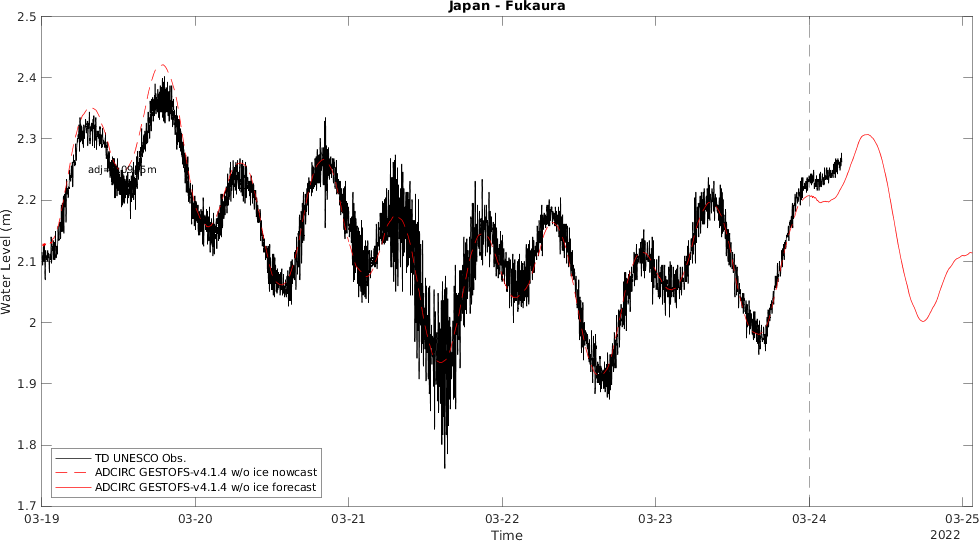 Japan - Fukaura
2.5
2.4
2.3
2.2
2.1
2
1.9
1.8
1.7
Water Level (m)
TD UNESCO Obs.
ADCIRC GESTOFS-v4.1.4 w/o ice nowcast
ADCIRC GESTOFS-v4.1.4 w/o ice forecast
03-19
03-20
03-21
03-22
03-23
03-24
03-25
Time
2022